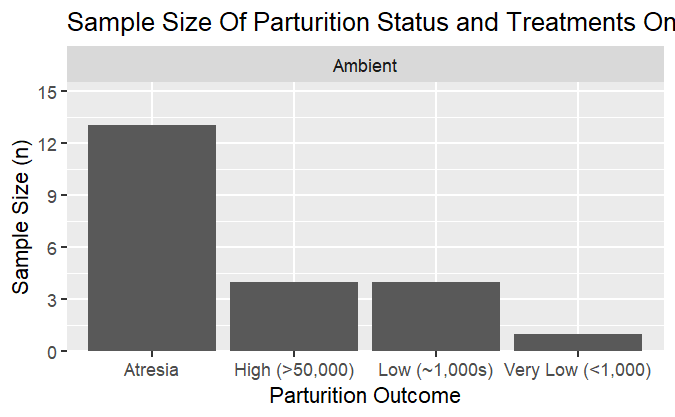 Sample Size Of Parturition Status and Treatments On
Ambient
15
12
9
6
3
0
Sample Size (n)
Atresia High (>50,000) Low (~1,000s) Very Low (<1,000)
Parturition Outcome